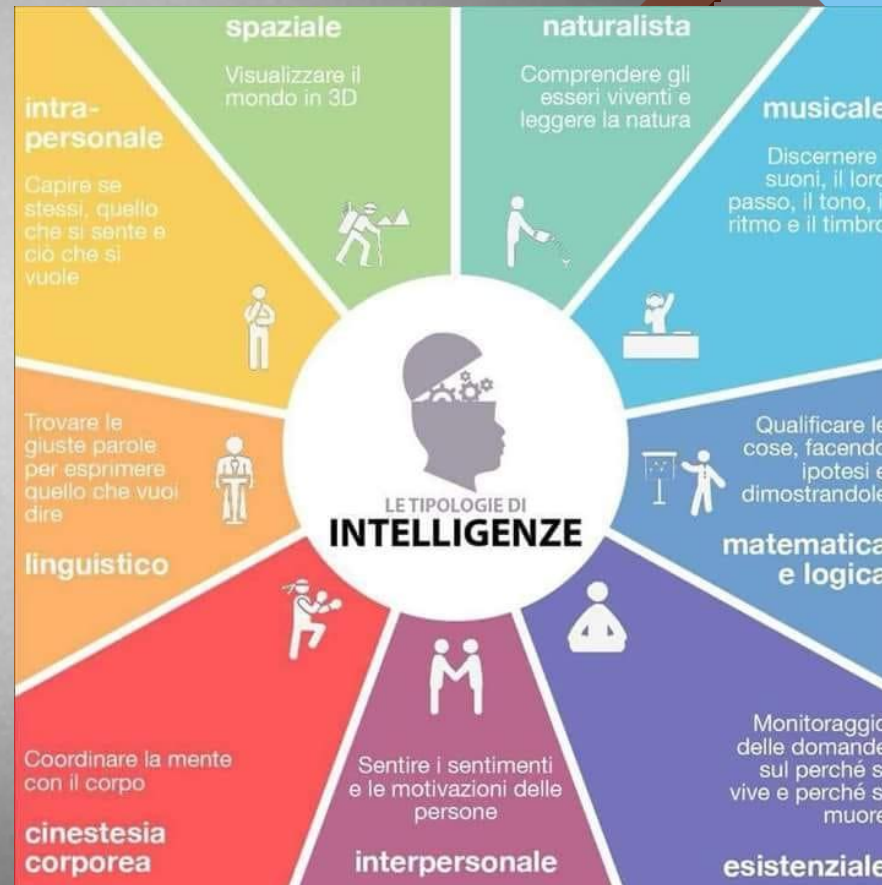 spaziale
Visualizzare il
mondo in 3D
naturalista
Comprendere gli
esseri viventi e
leggere la natura
musicale
Discernere i
suoni, il loro
passo, il tono, i
ritmo e il timbro
intra-
personale
Capire se
stessi, quello
che si sente e
ciò che si
vuole
Trovare le
giuste parole
per esprimere
quello che vuoi
dire
linguistico
LE TIPOLOGIE DI
INTELLIGENZE
Qualificare le
cose, facendo
ipotesi e
dimostrandole
matematica
e logica
Coordinare la mente
con il corpo
cinestesia
corporea
Sentire i sentimenti
e le motivazioni delle
persone
interpersonale
Monitoraggio
delle domande
sul perché s
vive e perché s
muore
esistenziale